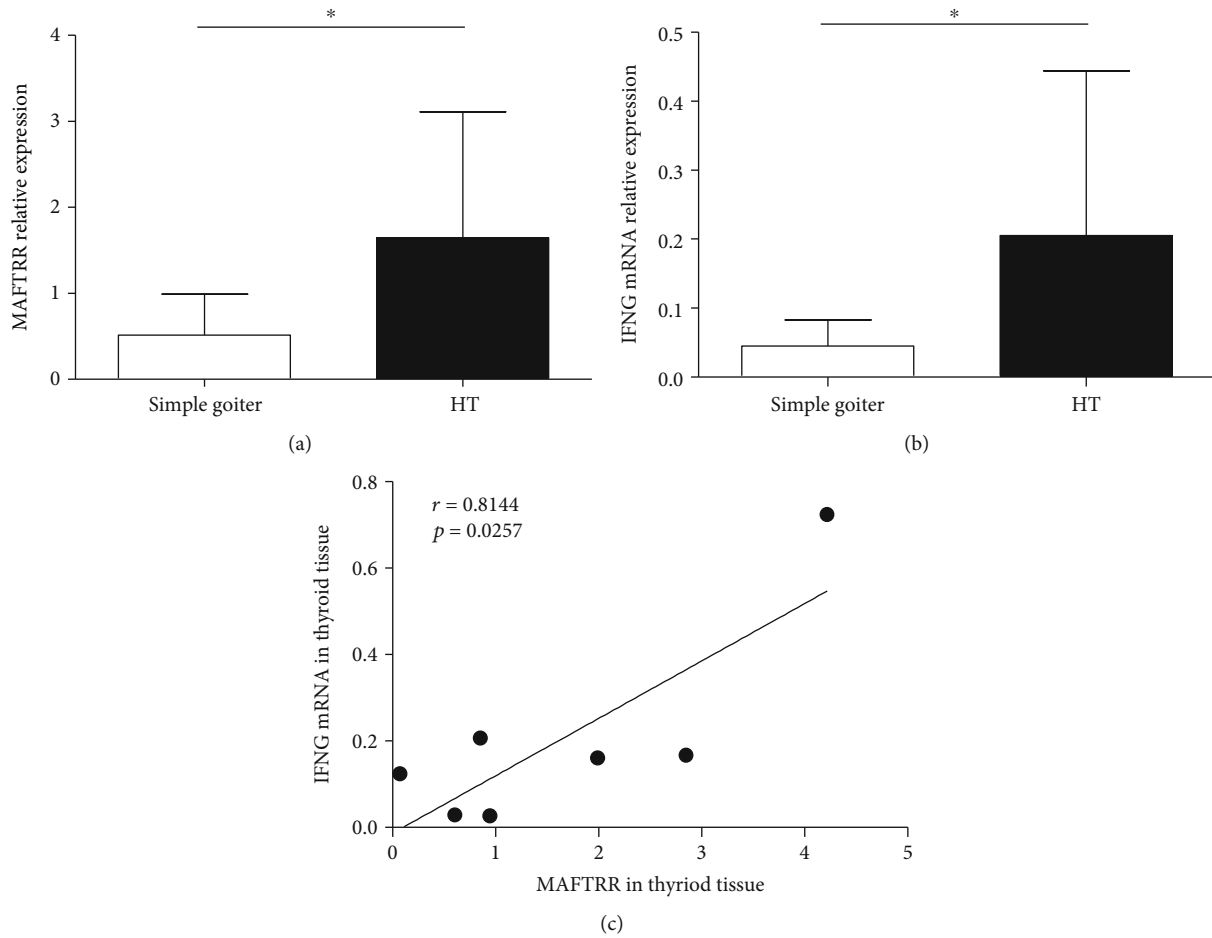 *
4
3
2
1
0
MAFTRR relative expression
Simple goiter
HT
(a)
*
0.5
0.4
0.3
0.2
0.1
0.0
IFNG mRNA relative expression
Simple goiter
HT
(b)
r = 0.8144
p = 0.0257
0.8
0.6
0.4
0.2
0.0
IFNG mRNA in thyroid tissue
0 1 2 3 4 5
MAFTRR in thyriod tissue
(c)